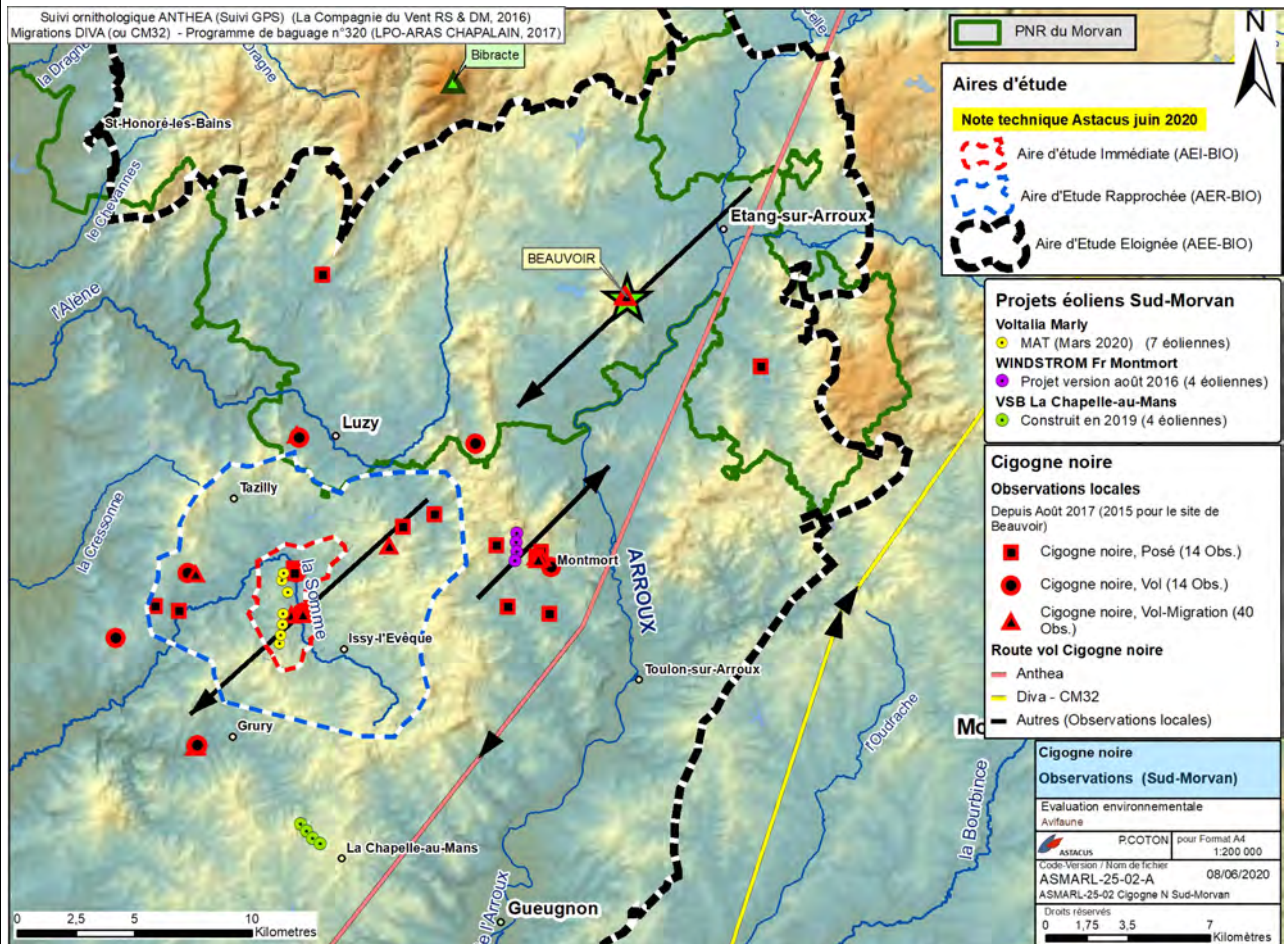 Suivi ornithologique ANTHEA (Suivi GPS) (La Compagnie du Vent RS & DM, 2016)
Migrations DIVA (ou CM32) - Programme de baguage n°320 (LPO-ARAS CHAPALAIN, 2017)
la Dragne
Dragne
Bibracte
Celle
St-Honoré-les-Bains
le Chevannes
Etang-sur-Arroux
BEAUVOIR
l'Alène
Luzy
Tazilly
la Cressonne
la Somme
Montmort
ARROUX
Issy-l'Evêque
Toulon-sur-Arroux
Grury
l'Oudrache
Mo
la Bourbince
La Chapelle-au-Mans
Gueugnon
e l'Arroux
0 2,5 5 10
Kilometres
PNR du Morvan
N
Aires d'étude
Note technique Astacus juin 2020
Aire d'étude Immédiate (AEI-BIO)
Aire d'Etude Rapprochée (AER-BIO)
Aire d'Etude Eloignée (AEE-BIO)
Projets éoliens Sud-Morvan
Voltalia Marly
MAT (Mars 2020) (7 éoliennes)
WINDSTROM Fr Montmort
Projet version août 2016 (4 éoliennes)
VSB La Chapelle-au-Mans
Construit en 2019 (4 éoliennes)
Cigogne noire
Observations locales
Depuis Août 2017 (2015 pour le site de
Beauvoir)
Cigogne noire, Posé (14 Obs.)
Cigogne noire, Vol (14 Obs.)
Cigogne noire, Vol-Migration (40
Obs.)
Route vol Cigogne noire
Anthea
Diva - CM32
Autres (Observations locales)
Cigogne noire
Observations (Sud-Morvan)
Evaluation environnementale
Avifaune
ASTACUS
P.COTON
pour Format A4
1:200 000
Code-Version / Nom de fichier
ASMARL-25-02-A
08/06/2020
ASMARL-25-02 Cigogne N Sud-Morvan
Droits réservés
0 1,75 3,5 7
Kilomètres